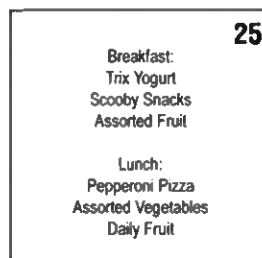 25
Breakfast:
Trix Yogurt
Scooby Snacks
Assorted Fruit
Lunch:
Pepperoni Pizza
Assorted Vegetables
Daily Fruit